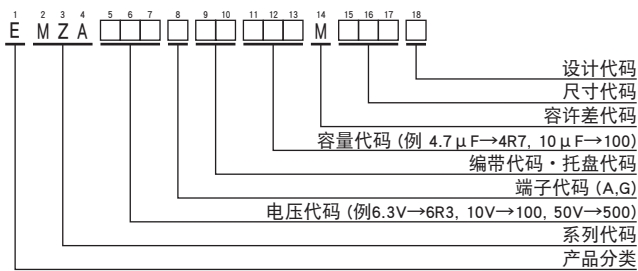 1 2 3 4 5 6 7 8 9 10 11 12 13 14 15 16 17 18
E M Z A M
设计代码
尺寸代码
容许差代码
容量代码 (例 4.7μF→4R7, 10μF→100)
编带代码・托盘代码
端子代码 (A,G)
电压代码 (例6.3V→6R3, 10V→100, 50V→500)
系列代码
产品分类